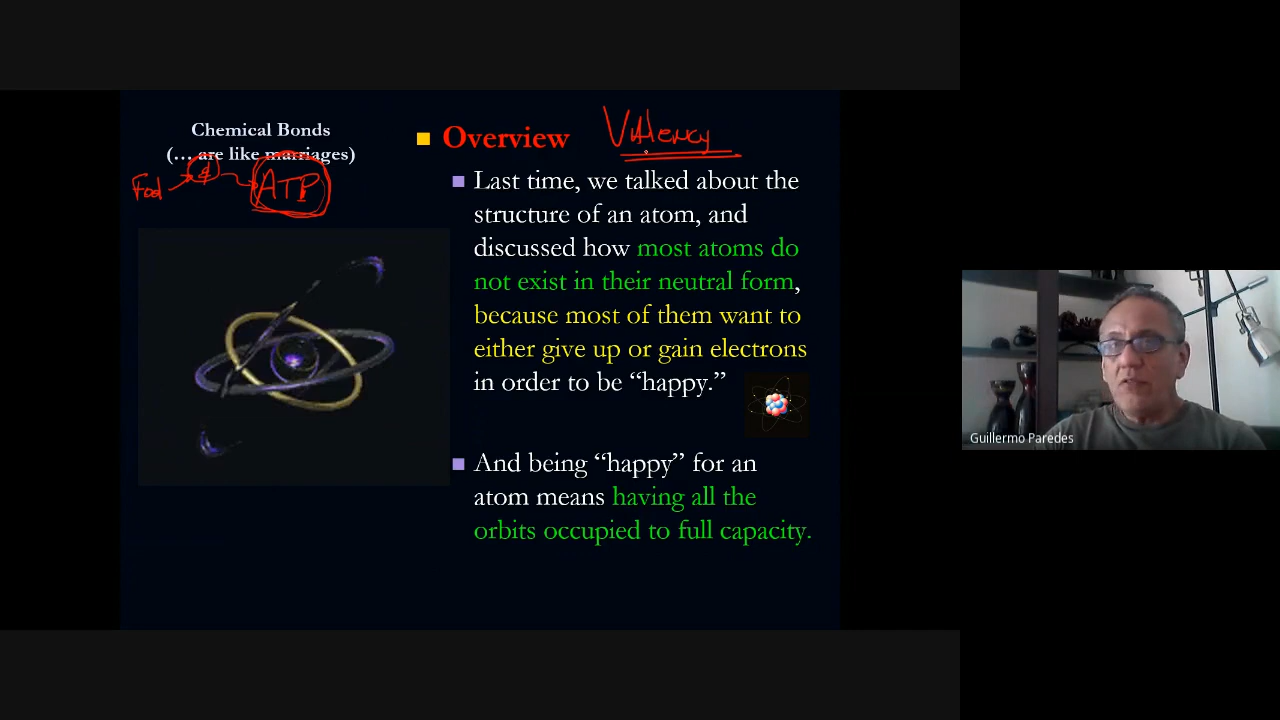 Chemical Bonds
(… are like marriages)
Food
ATP
Overview
Valency
Last time, we talked about the
structure of an atom, and
discussed how most atoms do
not exist in their neutral form,
because most of them want to
either give up or gain electrons
in order to be “happy.”
And being “happy” for an
atom means having all the
orbits occupied to full capacity.
Guillermo Paredes